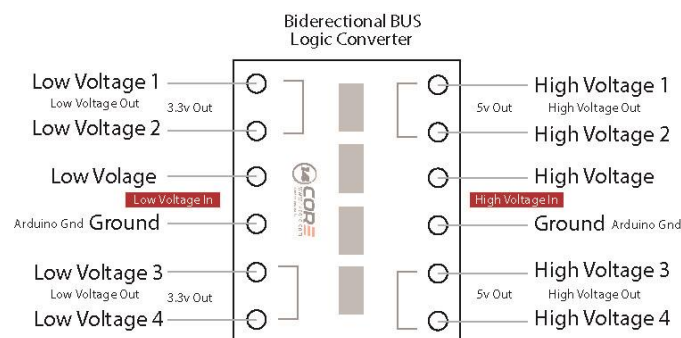 Biderectional BUS
Logic Converter
Low Voltage 1
Low Voltage Out
3.3v Out
Low Voltage 2
Low Volage
Low Voltage In
Arduino Gnd Ground
Low Voltage 3
Low Voltage Out
3.3v Out
Low Voltage 4
14
CORE
High Voltage 1
5v Out
High Voltage Out
High Voltage 2
High Voltage
High Voltage In
Ground Arduino Gnd
High Voltage 3
5v Out
High Voltage Out
High Voltage 4